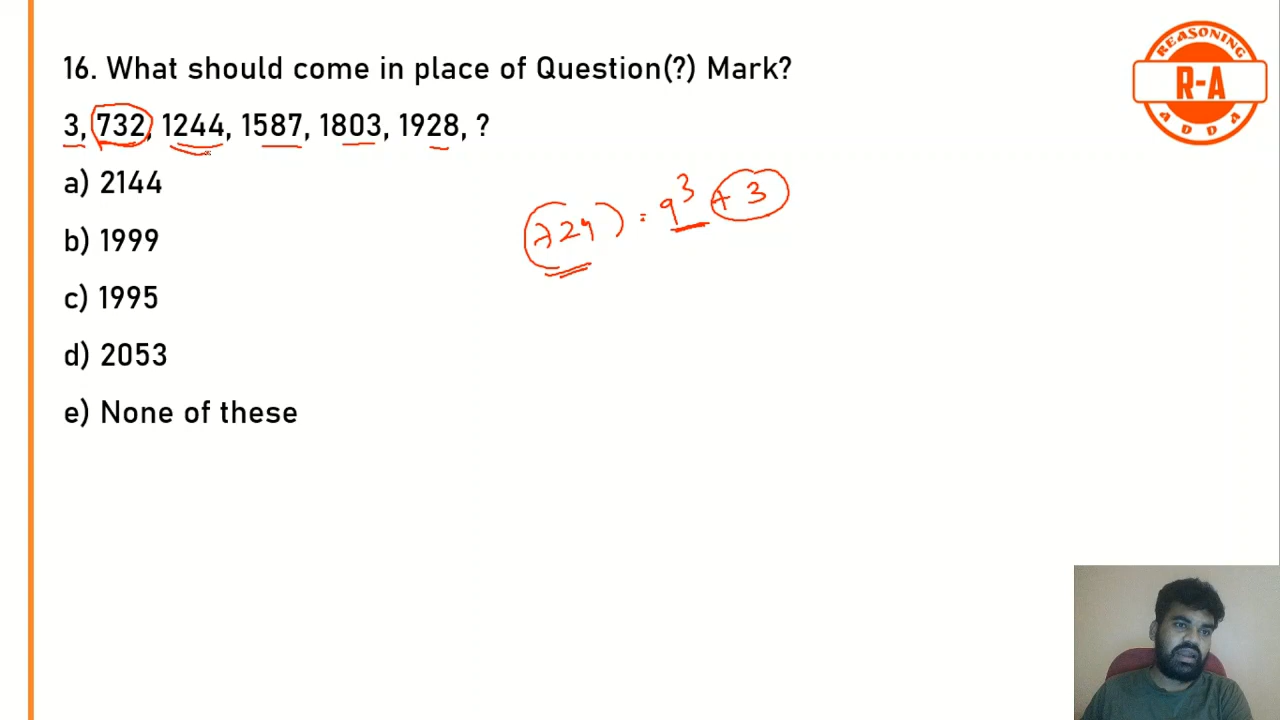 16. What should come in place of Question(?) Mark?
3, 732, 1244, 1587, 1803, 1928, ?
a) 2144
b) 1999
c) 1995
d) 2053
e) None of these
729 = 9³ + 3
REASONING
R-A
ADDA